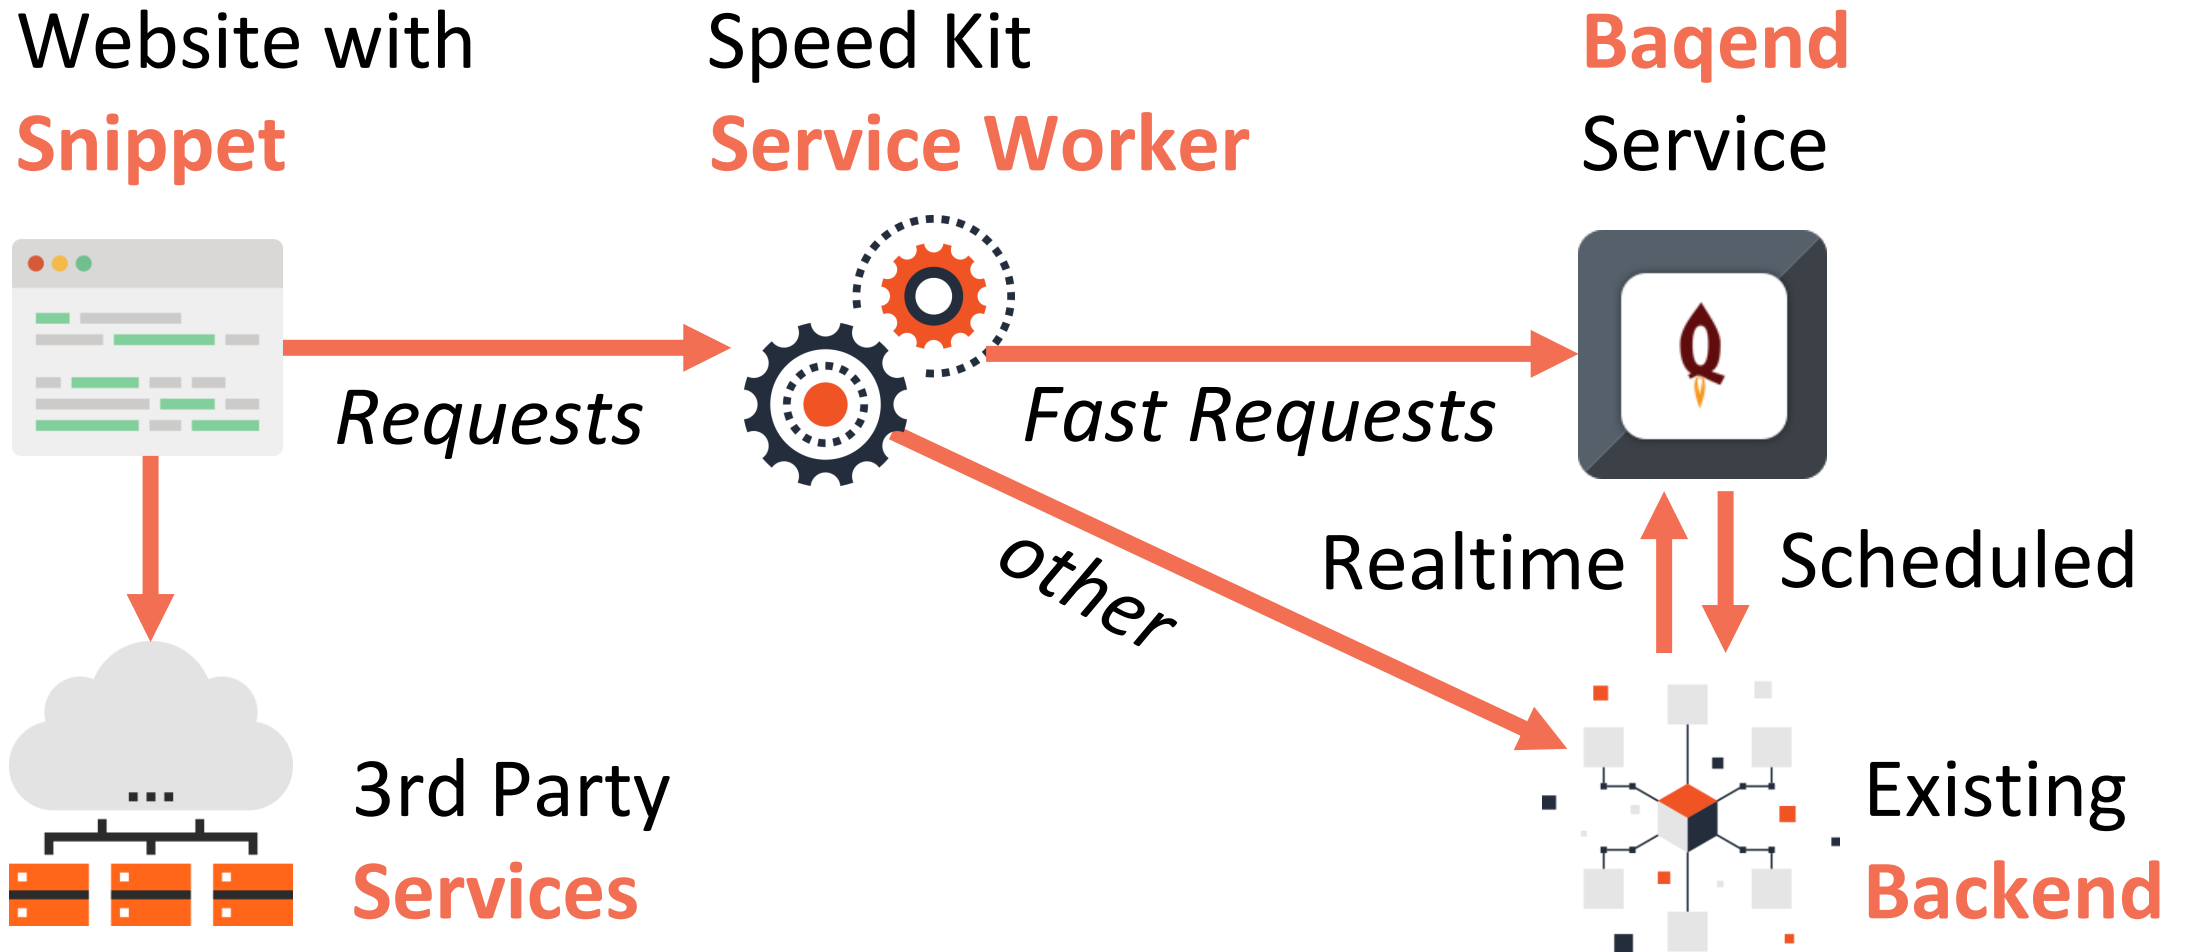 Website with
Snippet
Speed Kit
Service Worker
Baqend
Service
Requests
Fast Requests
other
Realtime
Scheduled
3rd Party
Services
Existing
Backend